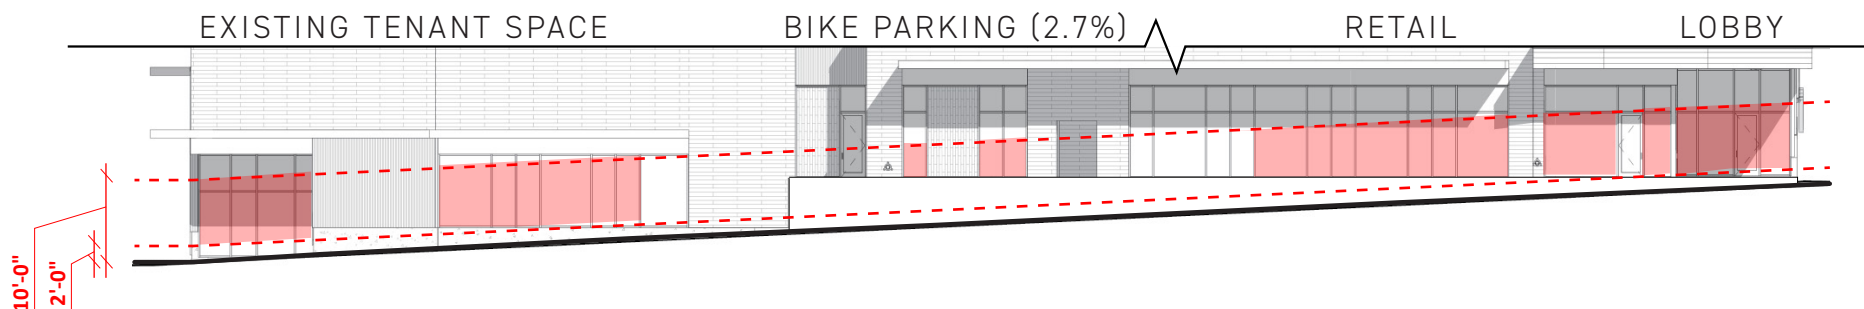 EXISTING TENANT SPACE
BIKE PARKING (2.7%)
RETAIL
LOBBY
10'-0"
2'-0"